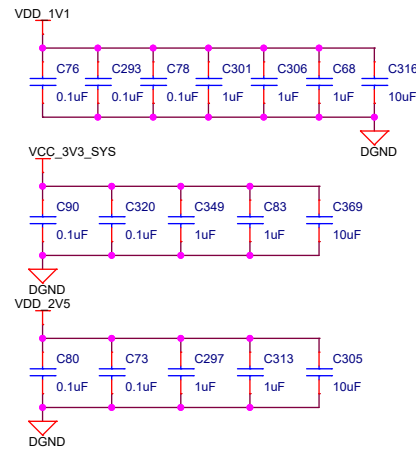 VDD_1V1
C76 C293 C78 C301 C306 C68 C316
0.1uF 0.1uF 0.1uF 1uF 1uF 1uF 10uF
DGND
VCC_3V3_SYS
C90 C320 C349 C83 C369
0.1uF 0.1uF 1uF 1uF 10uF
DGND
VDD_2V5
C80 C73 C297 C313 C305
0.1uF 0.1uF 1uF 1uF 10uF
DGND